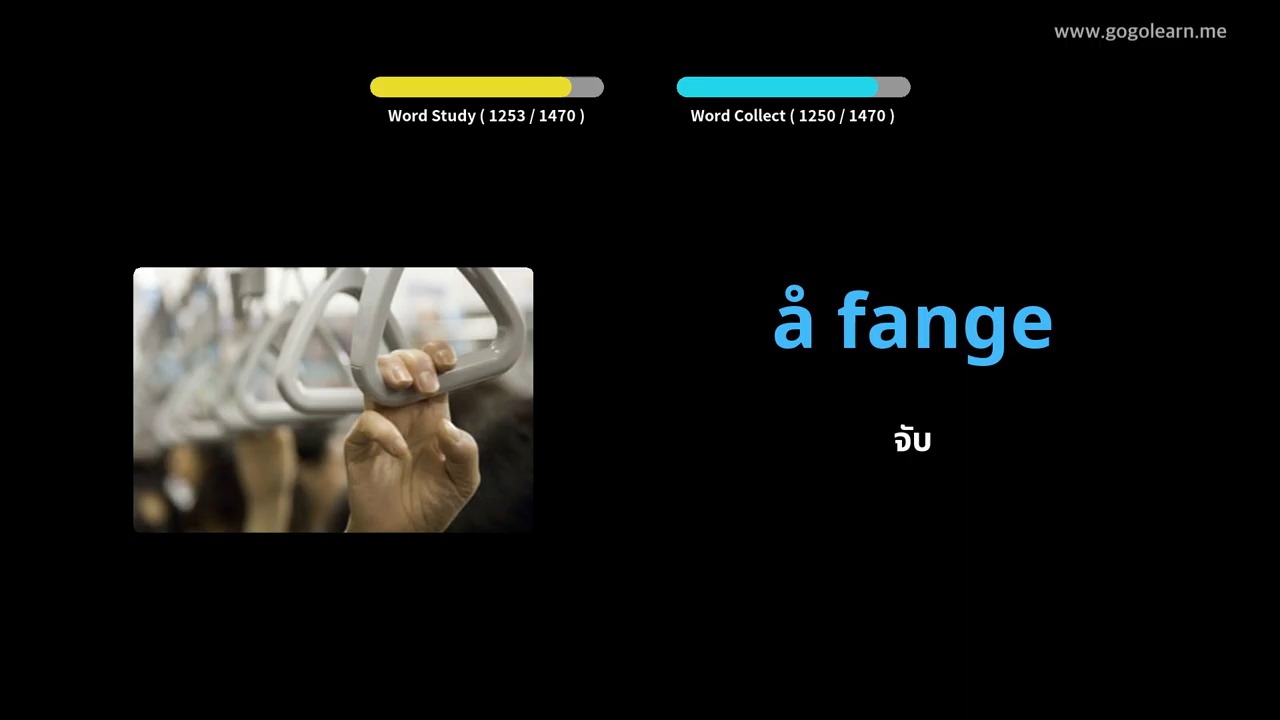 www.gogolearn.me
Word Study ( 1253 / 1470 )
Word Collect ( 1250 / 1470 )
å fange
จับ